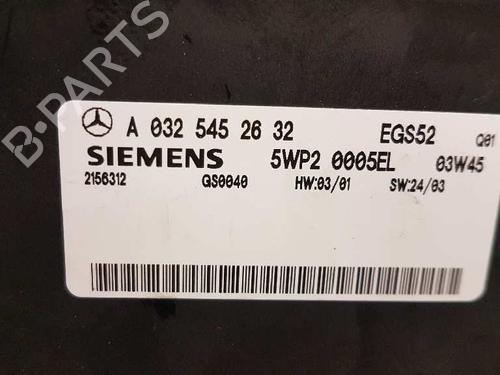 B-PARTS
A 032 545 26 32 EGS52 Q01
SIEMENS 5WP2 0005EL 03W45
2156312 GS0040 HW:03/01 SW:24/03